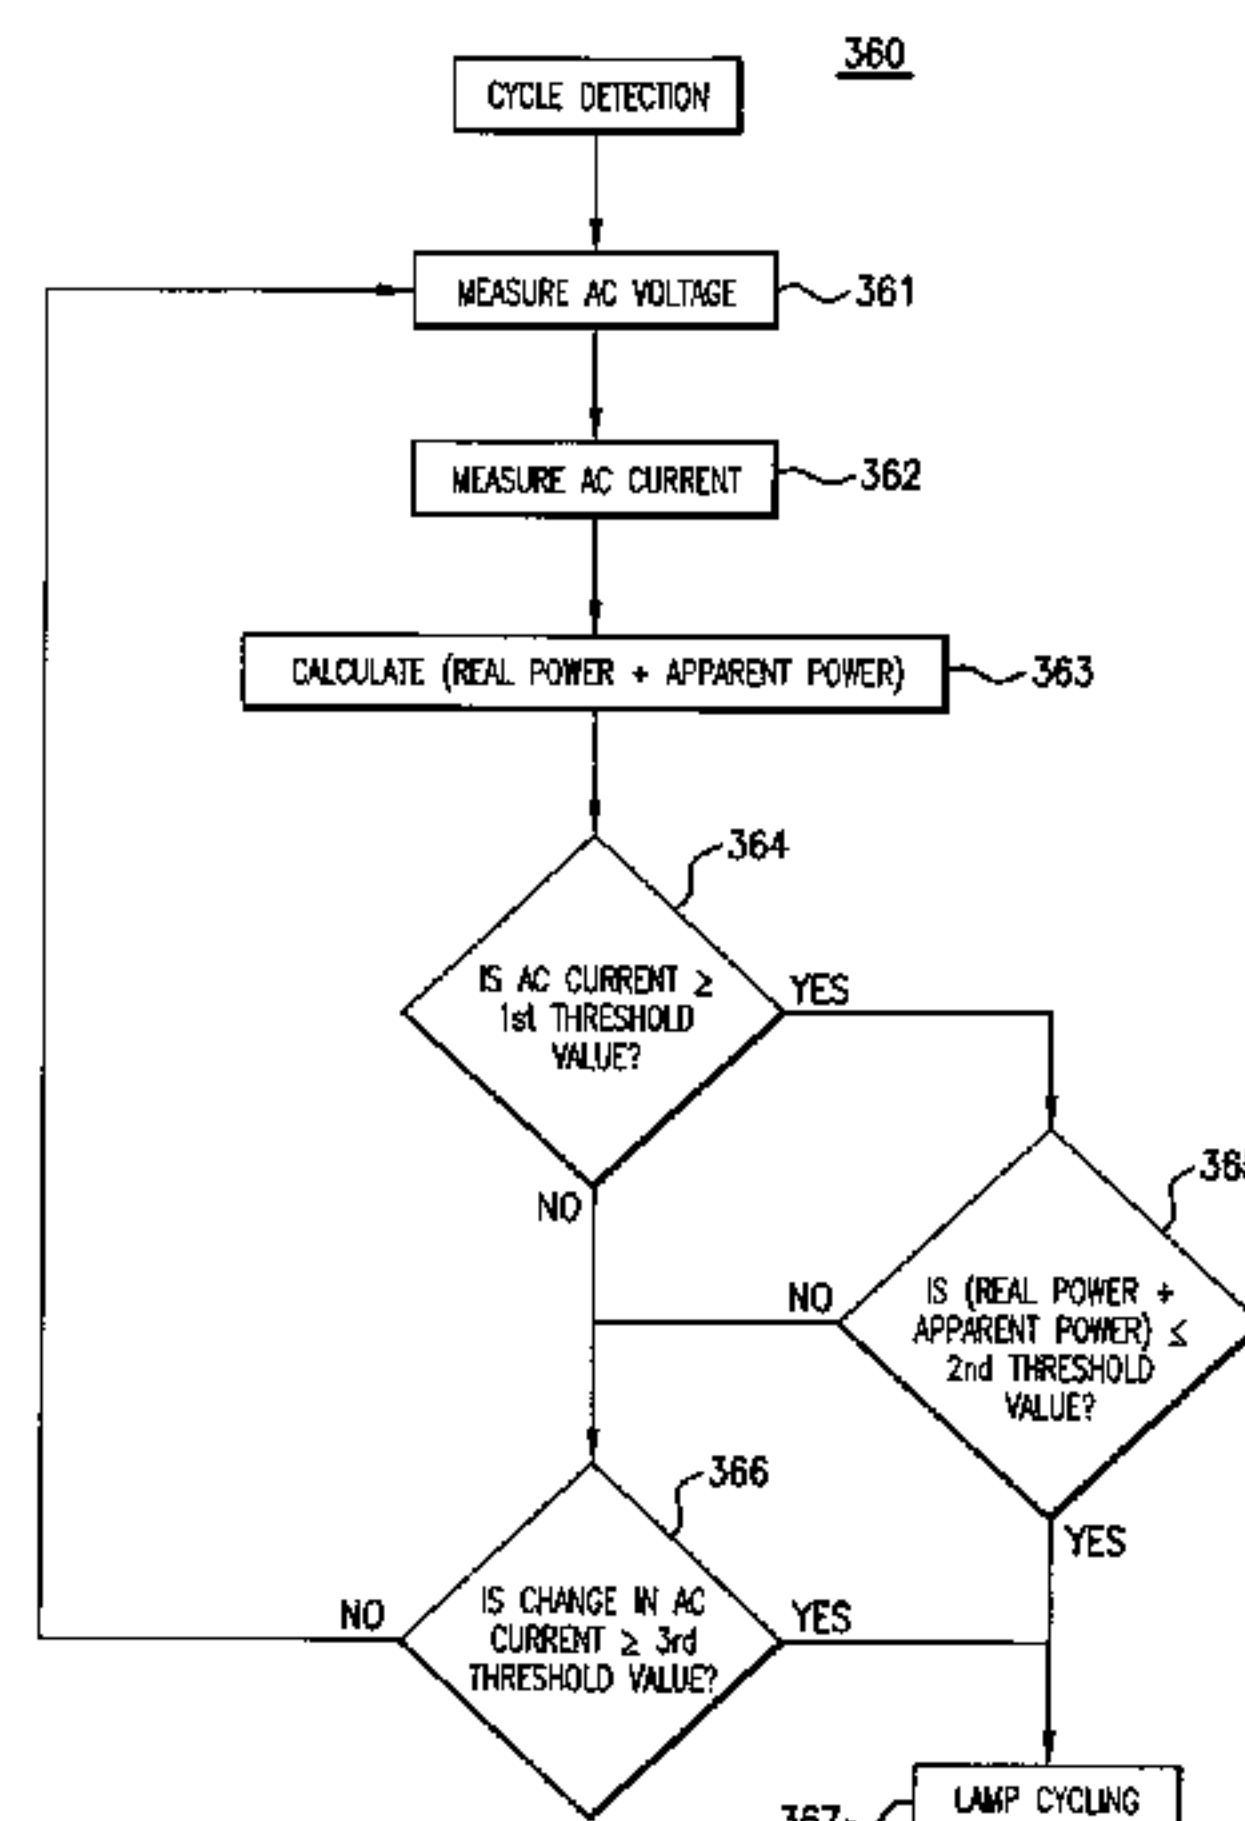 360
CYCLE DETECTION
MEASURE AC VOLTAGE
361
MEASURE AC CURRENT
362
CALCULATE (REAL POWER + APPARENT POWER)
363
364
IS AC CURRENT ≥
1st THRESHOLD
VALUE?
YES
NO
IS (REAL POWER +
APPARENT POWER) ≤
2nd THRESHOLD
VALUE?
NO
YES
366
IS CHANGE IN AC
CURRENT ≥ 3rd
THRESHOLD VALUE?
NO
YES
LAMP CYCLING
367